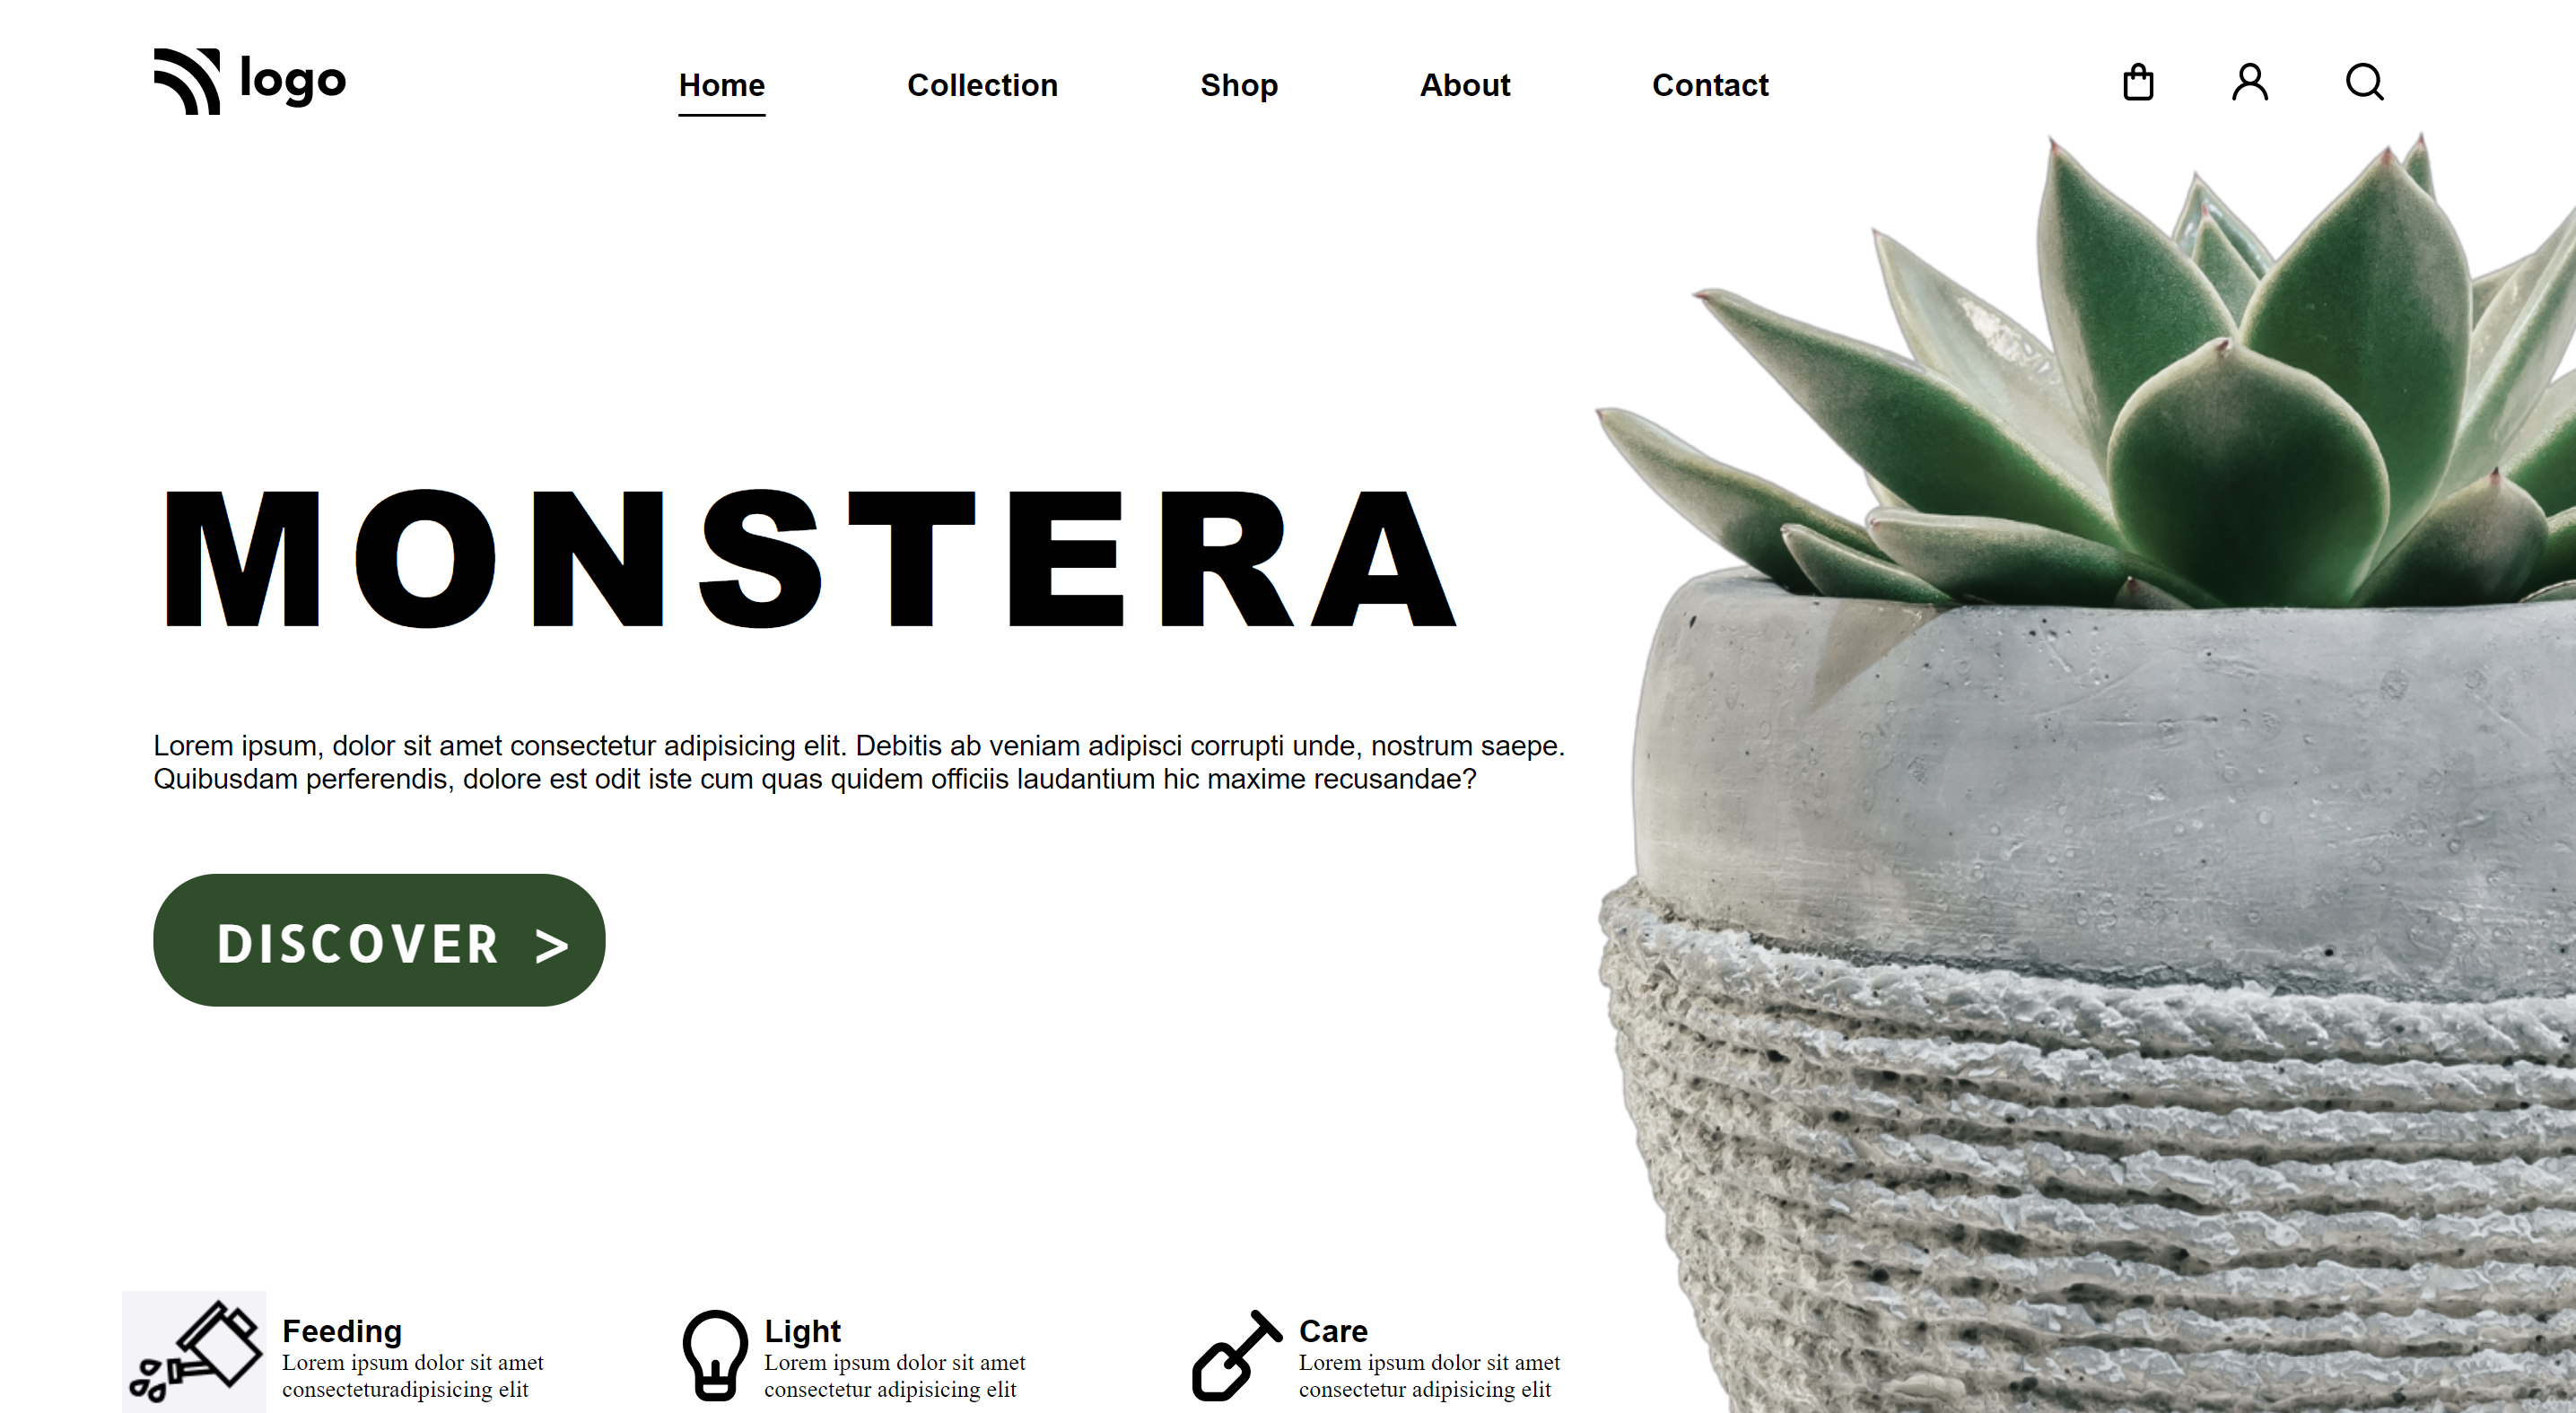 logo
Home Collection Shop About Contact
MONSTERA
Lorem ipsum, dolor sit amet consectetur adipisicing elit. Debitis ab veniam adipisci corrupti unde, nostrum saepe.
Quibusdam perferendis, dolore est odit iste cum quas quidem officiis laudantium hic maxime recusandae?
DISCOVER >
Feeding
Lorem ipsum dolor sit amet
consecteturadipisicing elit
Light
Lorem ipsum dolor sit amet
consectetur adipisicing elit
Care
Lorem ipsum dolor sit amet
consectetur adipisicing elit